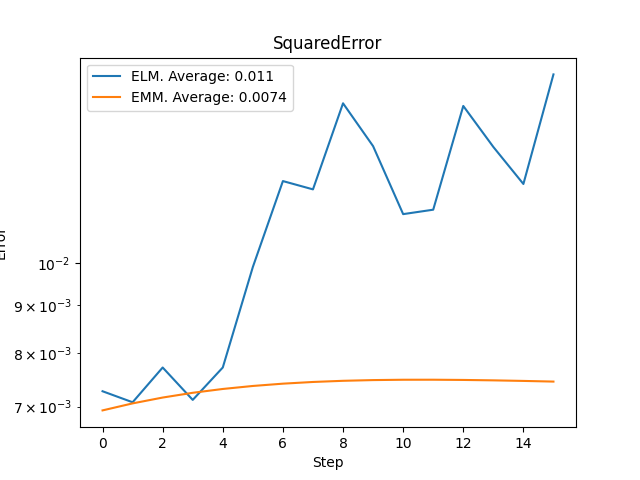 SquaredError
ELM. Average: 0.011
EMM. Average: 0.0074
Error
10⁻²
9 × 10⁻³
8 × 10⁻³
7 × 10⁻³
0 2 4 6 8 10 12 14
Step